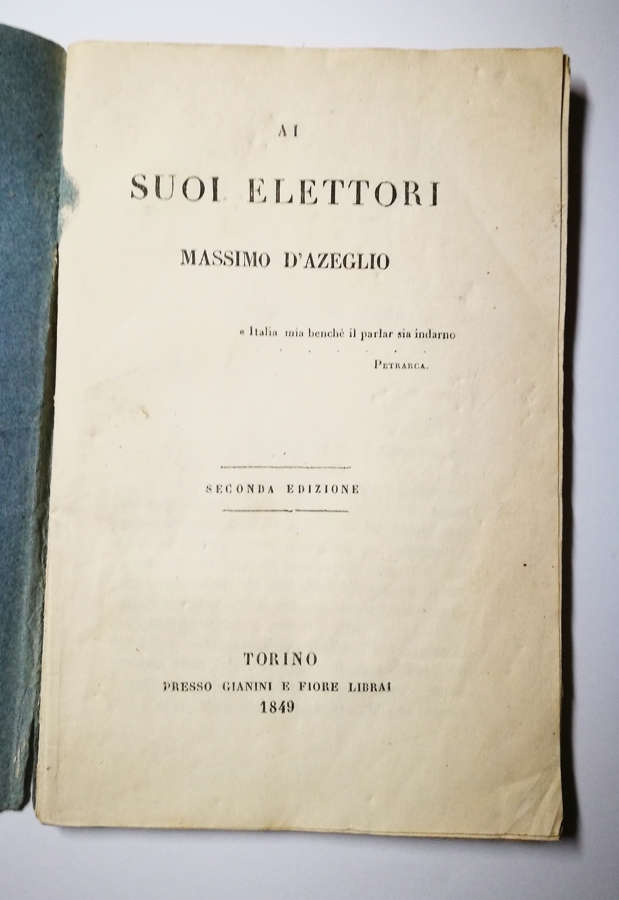 AI
SUOI ELETTORI
MASSIMO D'AZEGLIO
« Italia mia benchè il parlar sia indarno
. . . . .
PETRARCA.
SECONDA EDIZIONE
TORINO
PRESSO GIANINI E FIORE LIBRAI
1849